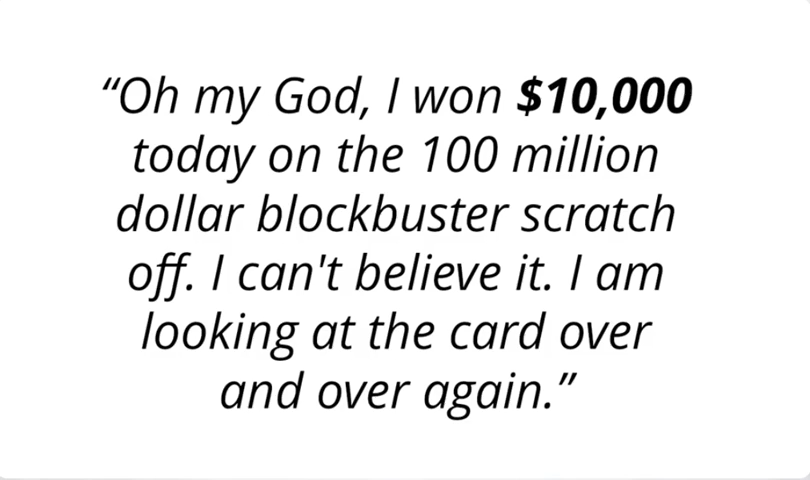 “Oh my God, I won $10,000
today on the 100 million
dollar blockbuster scratch
off. I can't believe it. I am
looking at the card over
and over again.”